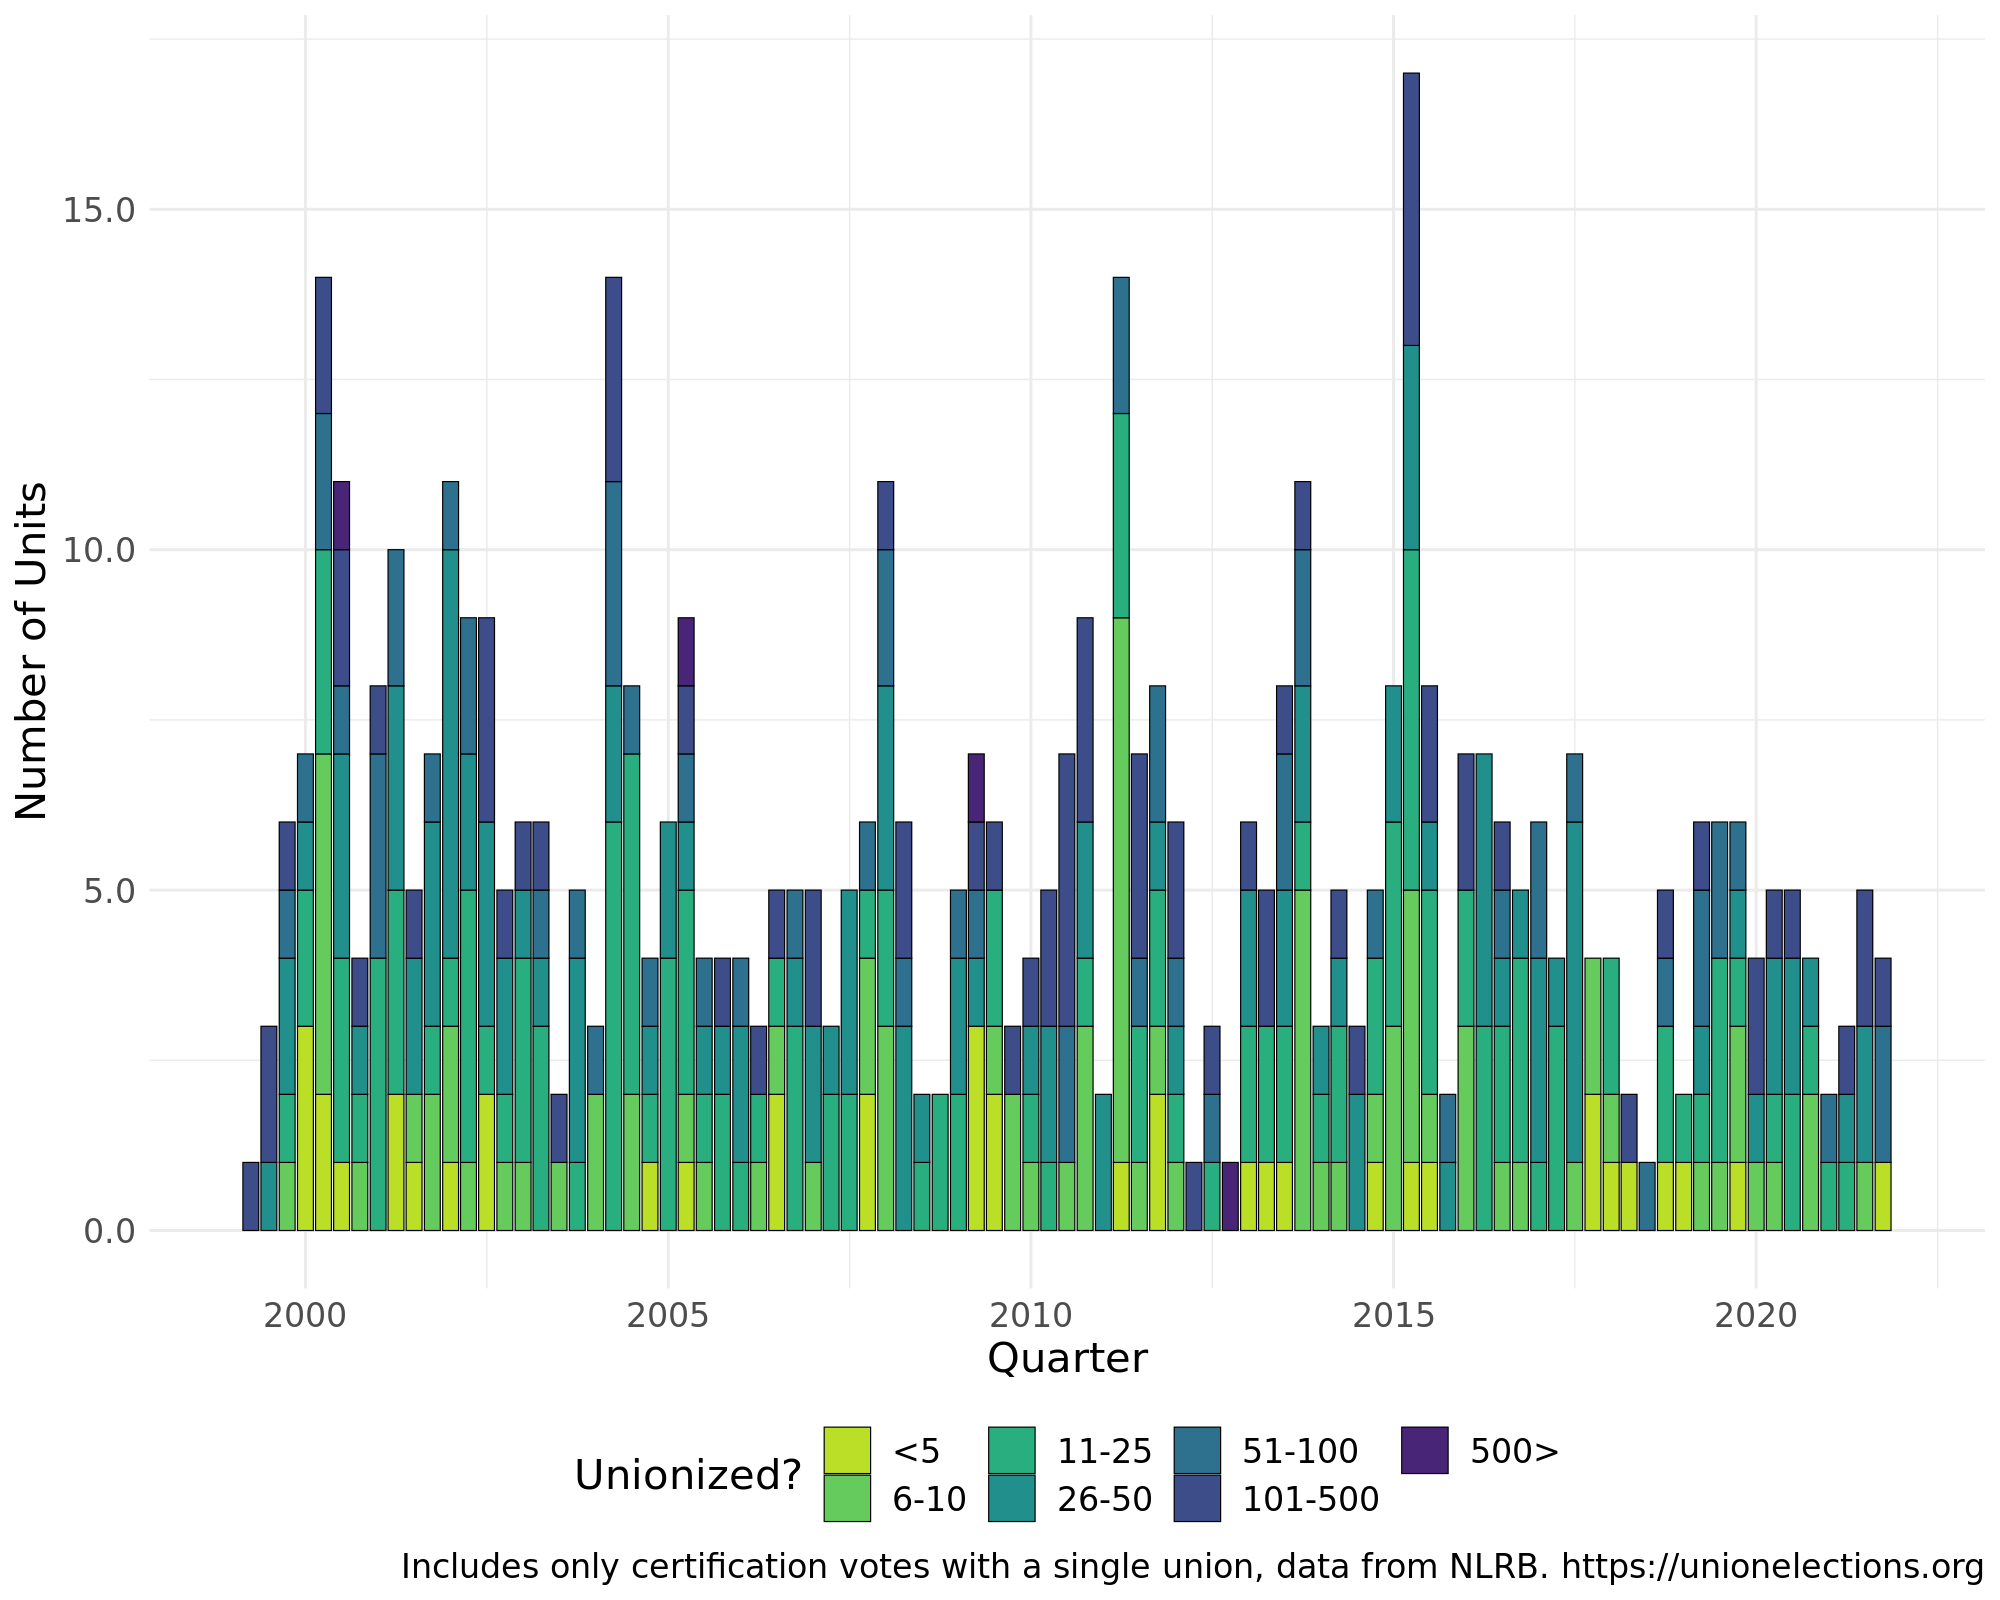 15.0
10.0
5.0
0.0
Number of Units
2000 2005 2010 2015 2020
Quarter
Unionized?
<5 11-25 51-100 500>
6-10 26-50 101-500
Includes only certification votes with a single union, data from NLRB. https://unionelections.org